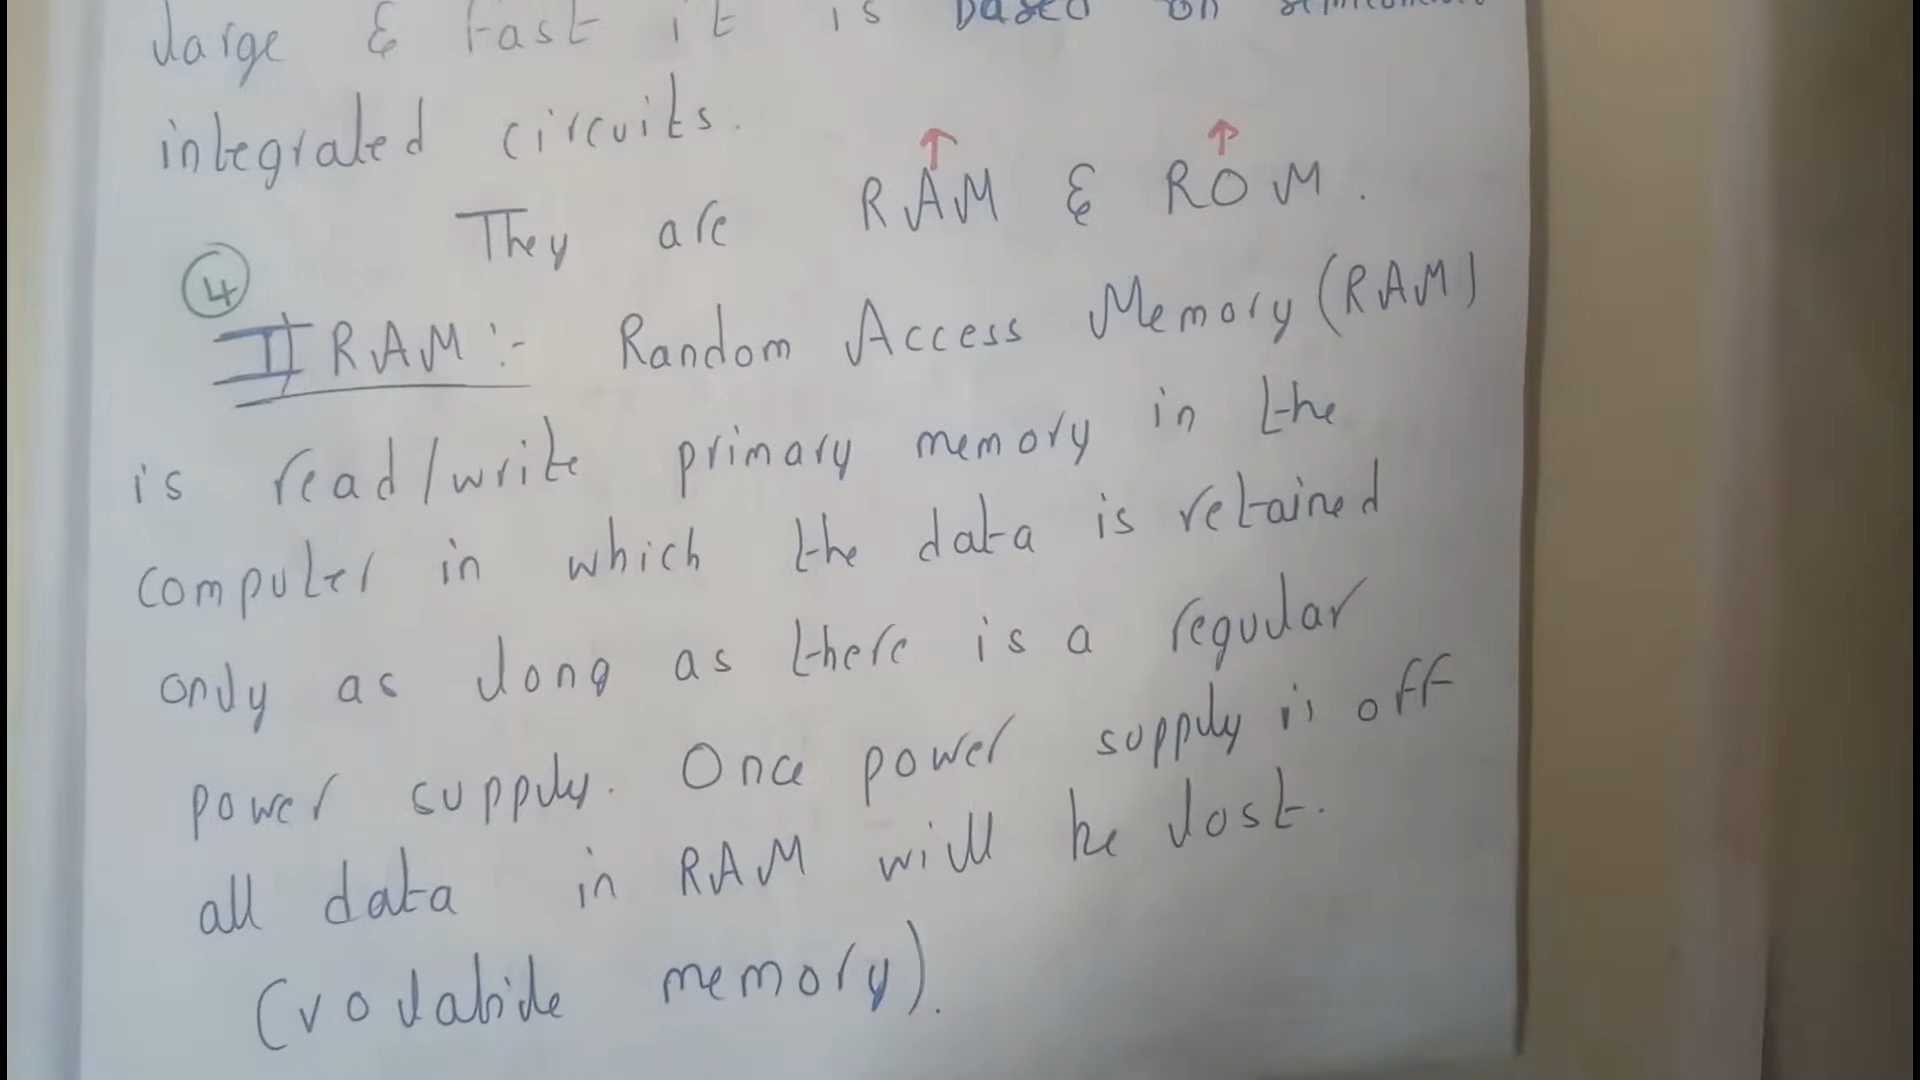 large & fast it is based on
integrated circuits.
They are RAM & ROM.
4
I RAM:- Random Access Memory (RAM)
is read/write primary memory in the
computer in which the data is retained
only as long as there is a regular
power supply. Once power supply is off
all data in RAM will be lost.
(volatile memory).